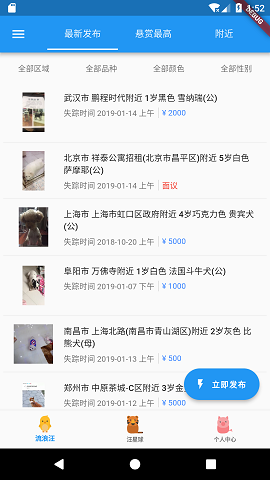 4:52
DEBUG
最新发布 悬赏最高 附近
全部区域 全部品种 全部颜色 全部性别
武汉市 鹏程时代附近 1岁黑色 雪纳瑞(公)
失踪时间 2019-01-14 上午 ¥ 2000
北京市 祥泰公寓招租(北京市昌平区)附近 5岁白色
萨摩耶(公)
失踪时间 2019-01-14 上午 面议
上海市 上海市虹口区政府附近 4岁巧克力色 贵宾犬
(公)
失踪时间 2018-10-20 上午 ¥ 5000
阜阳市 万佛寺附近 1岁白色 法国斗牛犬(公)
失踪时间 2019-01-07 下午 ¥ 1000
南昌市 上海北路(南昌市青山湖区)附近 2岁灰色 比
熊犬(母)
失踪时间 2019-01-13 上午 ¥ 500
郑州市 中原茶城-C区附近 3岁金
失踪时间 2019-01-12 上午 ¥ 5000
立即发布
流浪汪 汪星球 个人中心